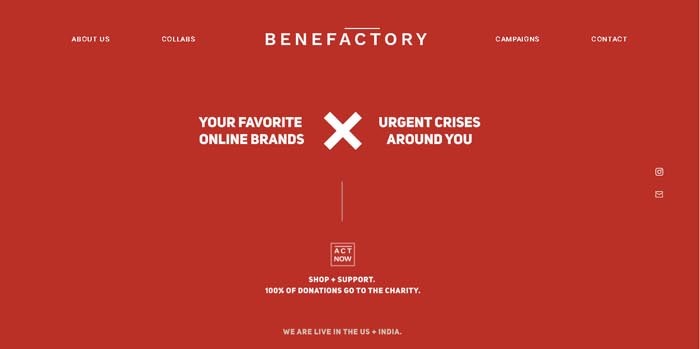 ABOUT US
COLLABS
BENEFACTORY
CAMPAIGNS
CONTACT
YOUR FAVORITE
ONLINE BRANDS
URGENT CRISES
AROUND YOU
ACT
NOW
SHOP + SUPPORT.
100% OF DONATIONS GO TO THE CHARITY.
WE ARE LIVE IN THE US + INDIA.